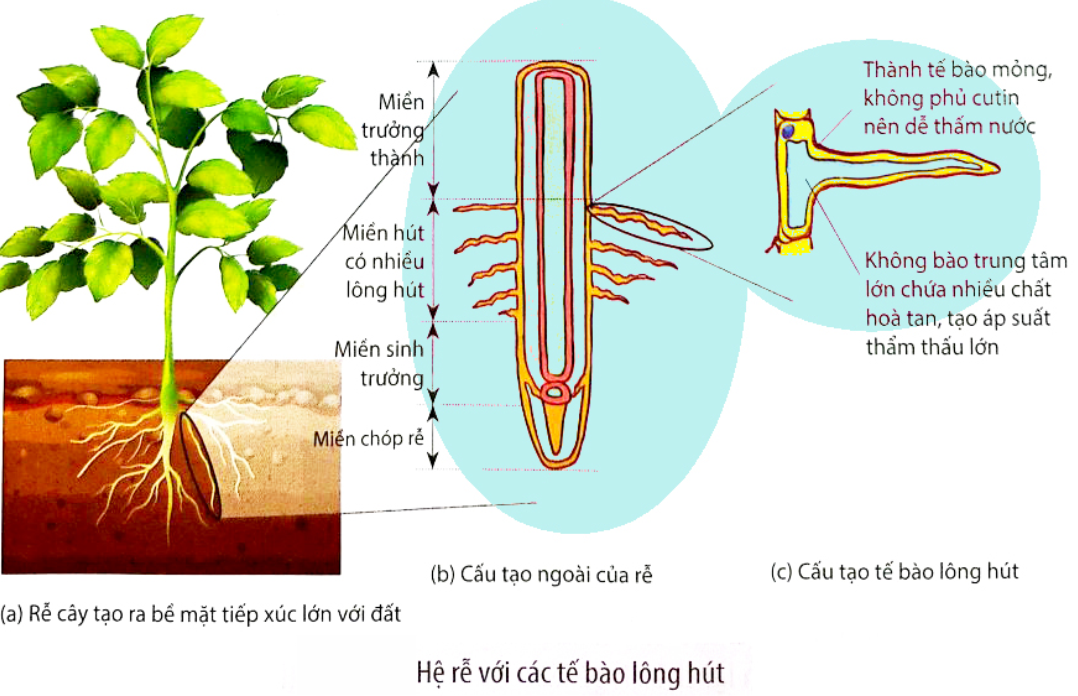 Miền
trưởng
thành
Miền hút
có nhiều
lông hút
Miền sinh
trưởng
Miền chóp rễ
Thành tế bào mỏng,
không phủ cutin
nên dễ thấm nước
Không bào trung tâm
lớn chứa nhiều chất
hoà tan, tạo áp suất
thẩm thấu lớn
(b) Cấu tạo ngoài của rễ
(c) Cấu tạo tế bào lông hút
(a) Rễ cây tạo ra bề mặt tiếp xúc lớn với đất
Hệ rễ với các tế bào lông hút